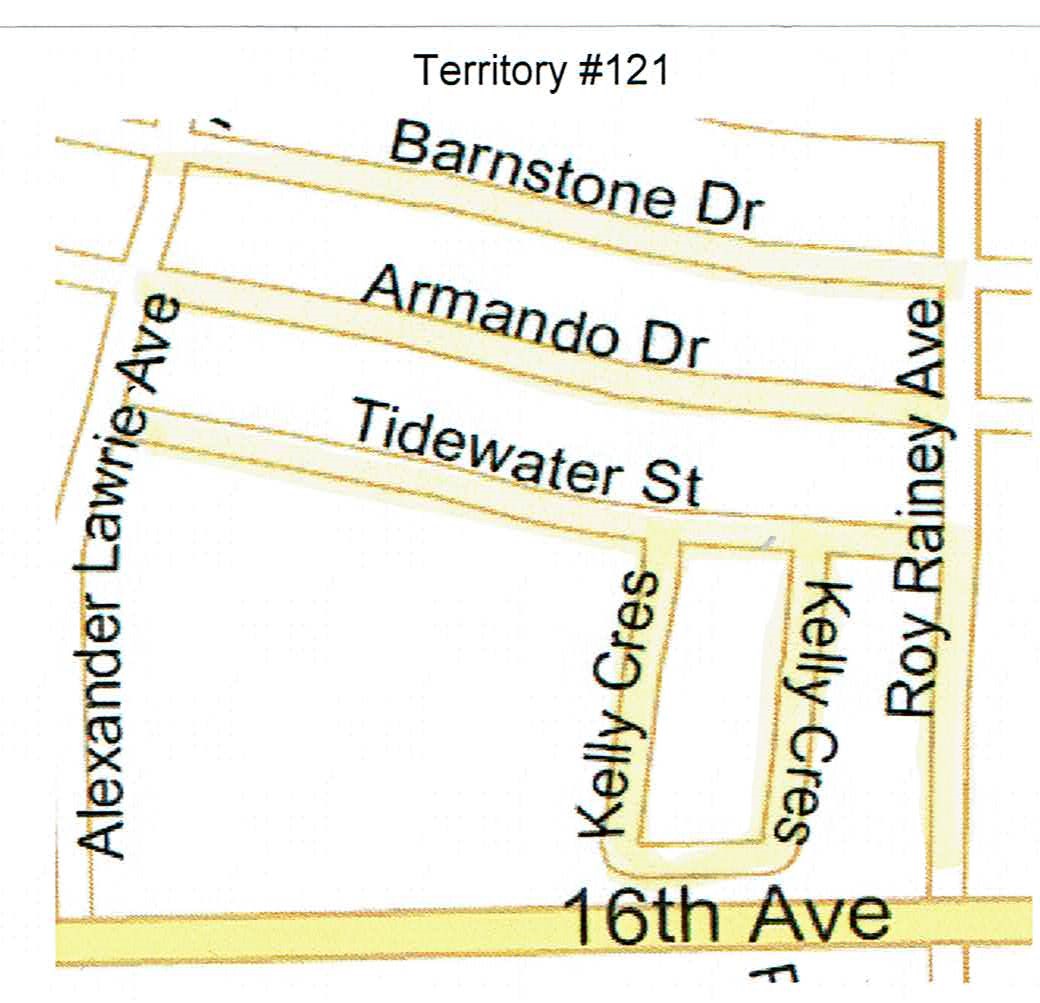 Territory #121
Barnstone Dr
Armando Dr
Tidewater St
Alexander Lawrie Ave
Roy Rainey Ave
Kelly Cres
Kelly Cres
16th Ave
F